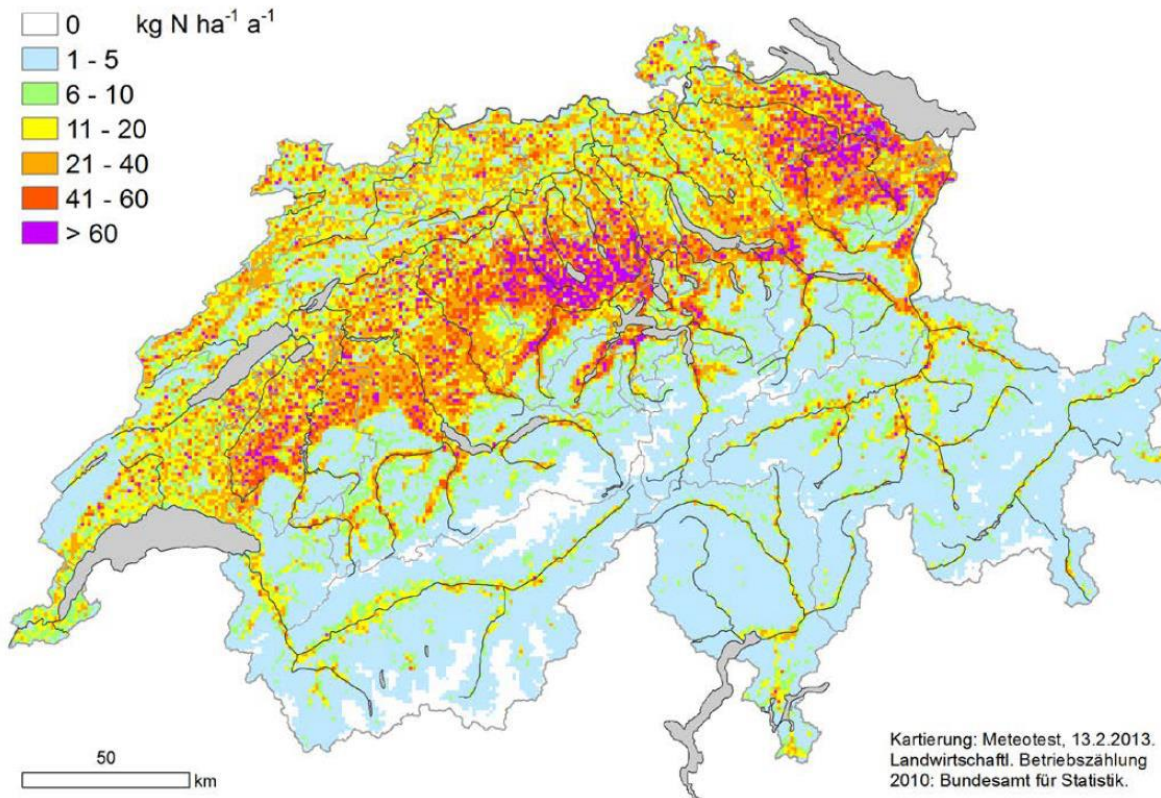 0 kg N ha⁻¹ a⁻¹
1 - 5
6 - 10
11 - 20
21 - 40
41 - 60
> 60
50
km
Kartierung: Meteotest, 13.2.2013.
Landwirtschaftl. Betriebszählung
2010: Bundesamt für Statistik.